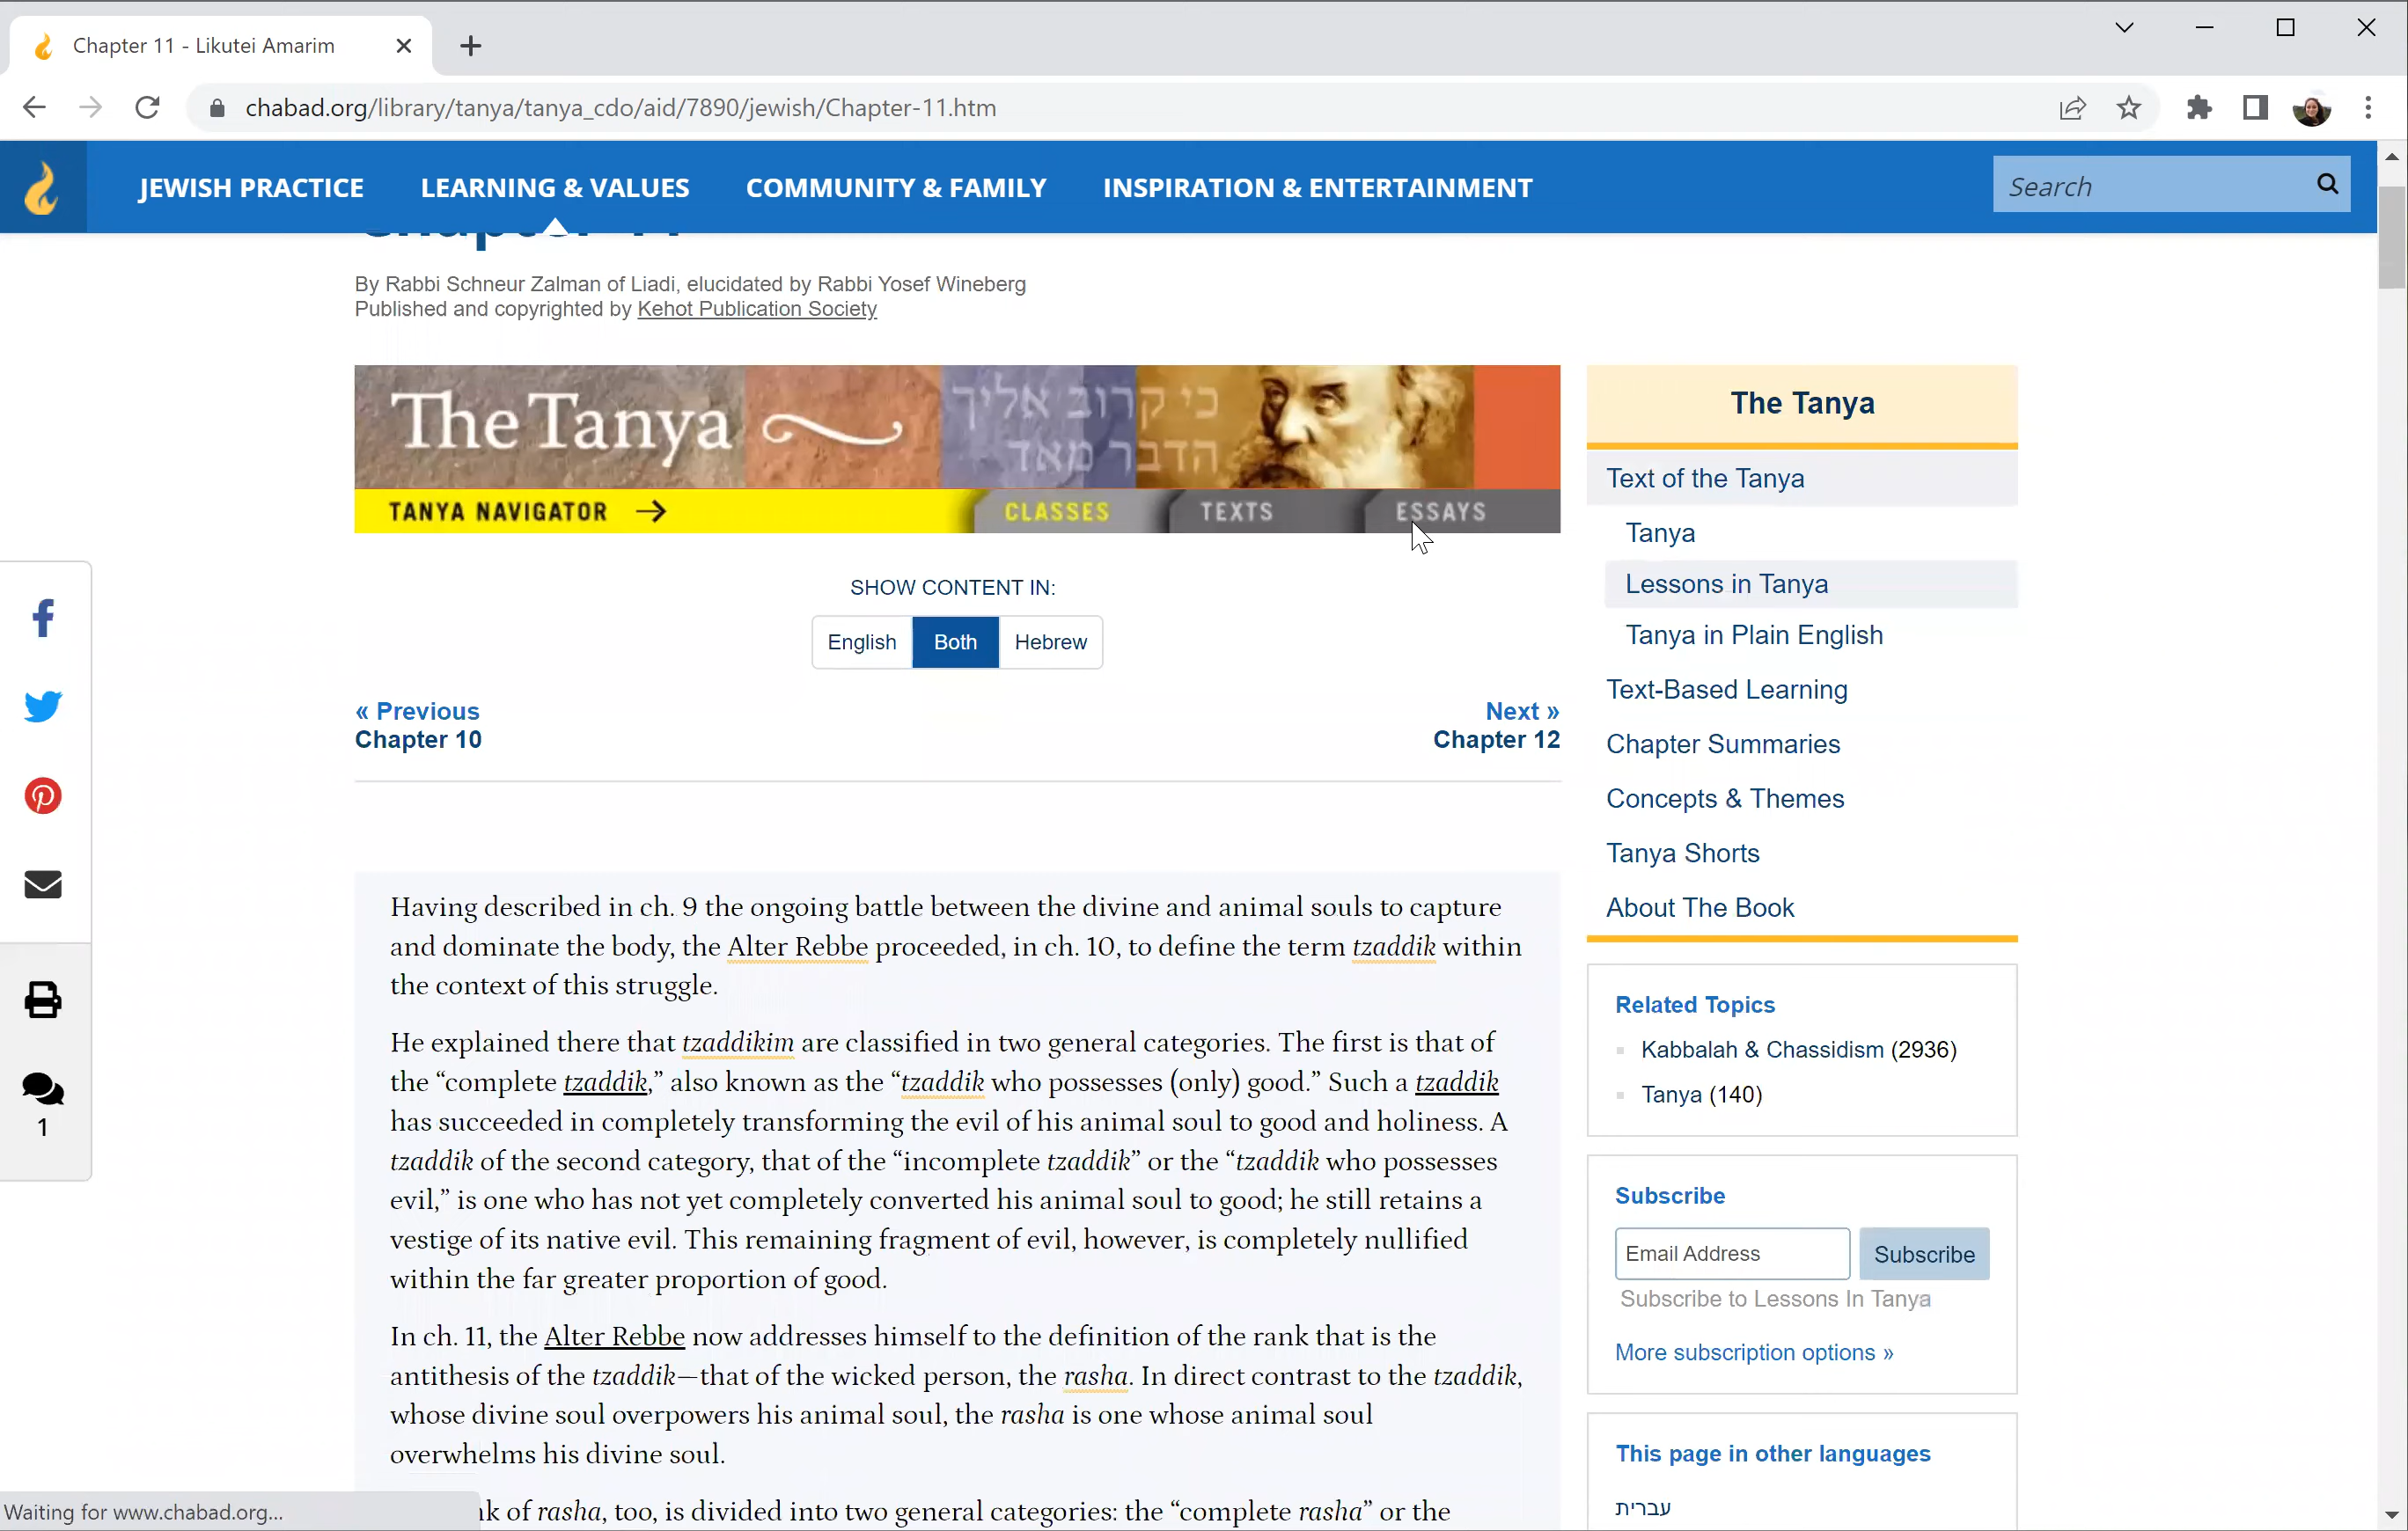 Chapter 11 - Likutei Amarim
chabad.org/library/tanya/tanya_cdo/aid/7890/jewish/Chapter-11.htm
JEWISH PRACTICE
LEARNING & VALUES
COMMUNITY & FAMILY
INSPIRATION & ENTERTAINMENT
Search
Chapter 11
By Rabbi Schneur Zalman of Liadi, elucidated by Rabbi Yosef Wineberg
Published and copyrighted by Kehot Publication Society
The Tanya
כי קרוב אליך
הדבר מאד
TANYA NAVIGATOR →
CLASSES
TEXTS
ESSAYS
SHOW CONTENT IN:
English
Both
Hebrew
« Previous
Chapter 10
Next »
Chapter 12
Having described in ch. 9 the ongoing battle between the divine and animal souls to capture
and dominate the body, the Alter Rebbe proceeded, in ch. 10, to define the term tzaddik within
the context of this struggle.
He explained there that tzaddikim are classified in two general categories. The first is that of
the “complete tzaddik,” also known as the “tzaddik who possesses (only) good.” Such a tzaddik
has succeeded in completely transforming the evil of his animal soul to good and holiness. A
tzaddik of the second category, that of the “incomplete tzaddik” or the “tzaddik who possesses
evil,” is one who has not yet completely converted his animal soul to good; he still retains a
vestige of its native evil. This remaining fragment of evil, however, is completely nullified
within the far greater proportion of good.
In ch. 11, the Alter Rebbe now addresses himself to the definition of the rank that is the
antithesis of the tzaddik—that of the wicked person, the rasha. In direct contrast to the tzaddik,
whose divine soul overpowers his animal soul, the rasha is one whose animal soul
overwhelms his divine soul.
nk of rasha, too, is divided into two general categories: the “complete rasha” or the
The Tanya
Text of the Tanya
Tanya
Lessons in Tanya
Tanya in Plain English
Text-Based Learning
Chapter Summaries
Concepts & Themes
Tanya Shorts
About The Book
Related Topics
Kabbalah & Chassidism (2936)
Tanya (140)
Subscribe
Email Address
Subscribe
Subscribe to Lessons In Tanya
More subscription options »
This page in other languages
עברית
1
Waiting for www.chabad.org...